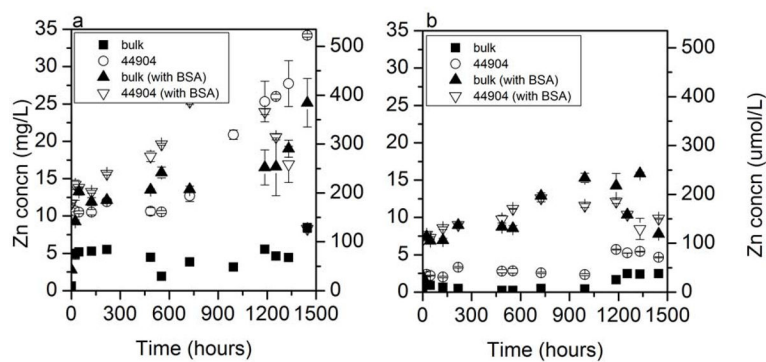 a
Zn concn (mg/L)
35
30
25
20
15
10
5
0
bulk
44904
bulk (with BSA)
44904 (with BSA)
500
400
300
200
100
0
0 300 600 900 1200 1500
Time (hours)
b
35
30
25
20
15
10
5
0
bulk
44904
bulk (with BSA)
44904 (with BSA)
500
400
300
200
100
0
Zn concn (umol/L)
0 300 600 900 1200 1500
Time (hours)